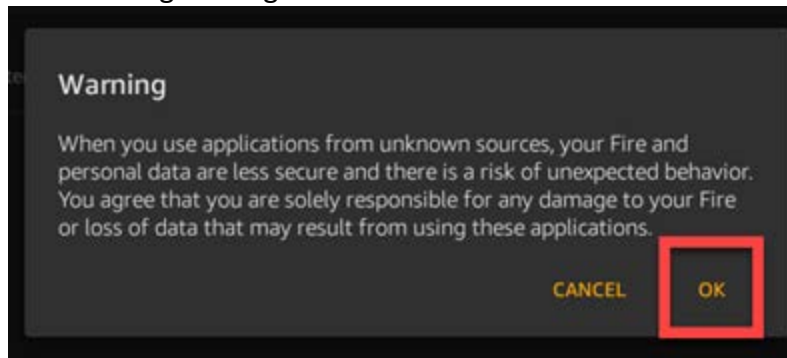 Warning
When you use applications from unknown sources, your Fire and
personal data are less secure and there is a risk of unexpected behavior.
You agree that you are solely responsible for any damage to your Fire
or loss of data that may result from using these applications.
CANCEL OK